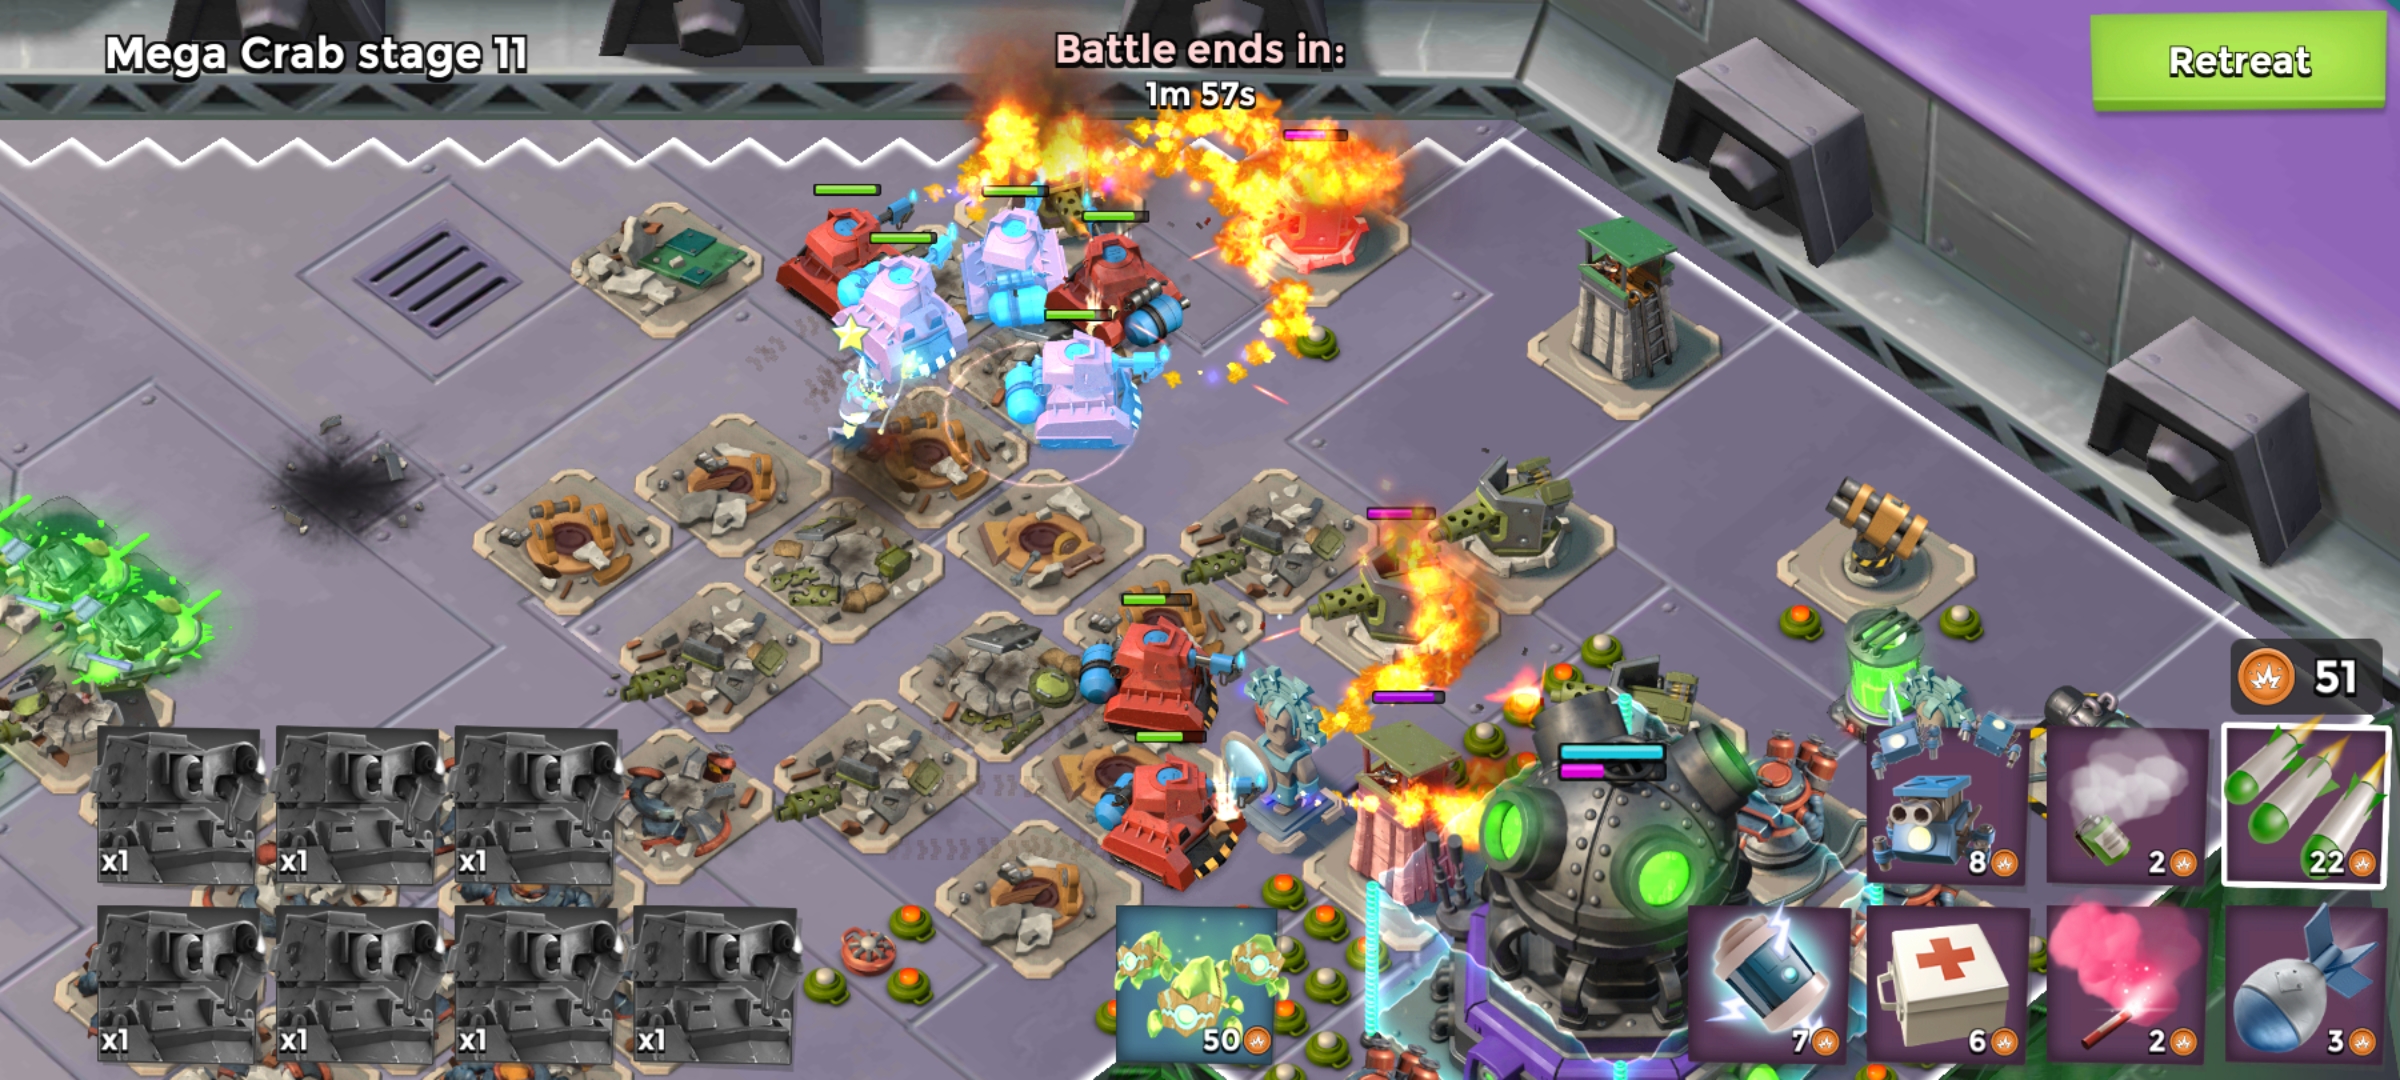 Mega Crab stage 11
Battle ends in:
1m 57s
Retreat
51
x1
x1
x1
8
2
22
x1
x1
x1
x1
50
7
6
2
3